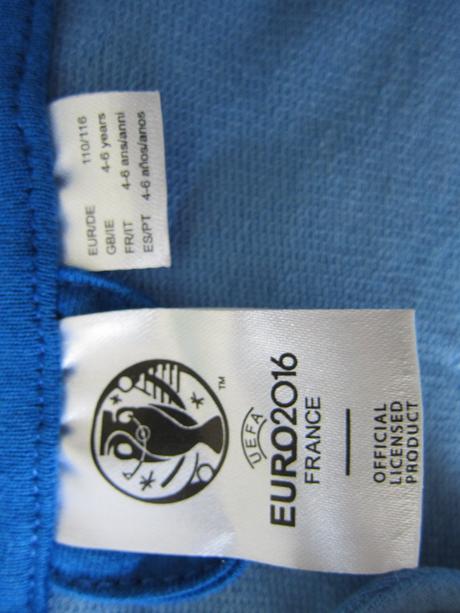 EUR/DE 110/116
GB/IE 4-6 years
FR/IT 4-6 ans/anni
ES/PT 4-6 años/anos
TM
UEFA
EURO2016
FRANCE
OFFICIAL
LICENSED
PRODUCT